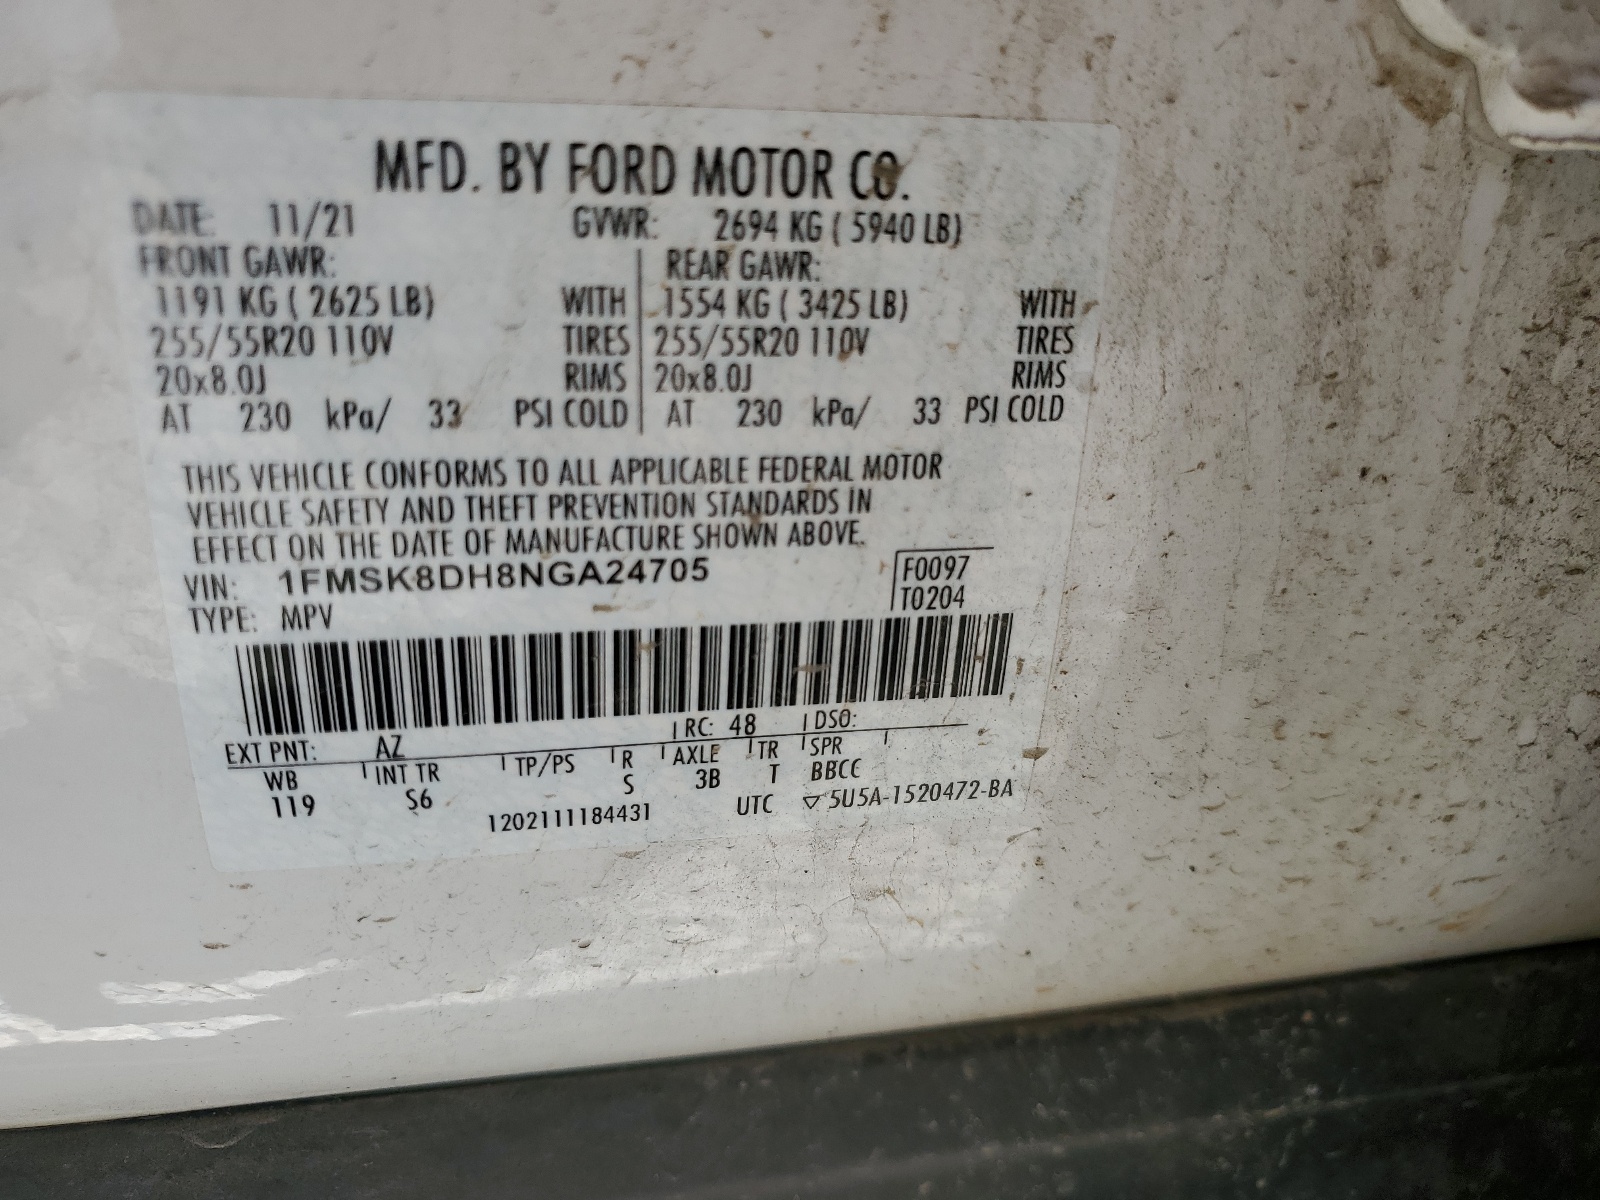 MFD. BY FORD MOTOR CO.
DATE: 11/21 GVWR: 2694 KG ( 5940 LB)
FRONT GAWR: REAR GAWR:
1191 KG ( 2625 LB) WITH 1554 KG ( 3425 LB) WITH
255/55R20 110V TIRES 255/55R20 110V TIRES
20x8.0J RIMS 20x8.0J RIMS
AT 230 kPa/ 33 PSI COLD AT 230 kPa/ 33 PSI COLD
THIS VEHICLE CONFORMS TO ALL APPLICABLE FEDERAL MOTOR
VEHICLE SAFETY AND THEFT PREVENTION STANDARDS IN
EFFECT ON THE DATE OF MANUFACTURE SHOWN ABOVE.
VIN: 1FMSK8DH8NGA24705 F0097
TYPE: MPV T0204
EXT PNT: AZ RC: 48 DSO:
WB INT TR TP/PS R AXLE TR SPR
119 S6 S 3B T BBCC
1202111184431 UTC ▽5U5A-1520472-BA